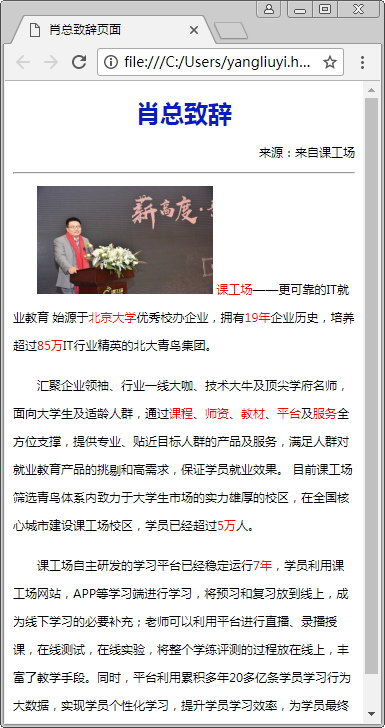 肖总致辞页面
file:///C:/Users/yangliuyi.h...
肖总致辞
来源：来自课工场
薪高度·
课工场——更可靠的IT就
业教育 始源于北京大学优秀校办企业，拥有19年企业历史，培养
超过85万IT行业精英的北大青鸟集团。
汇聚企业领袖、行业一线大咖、技术大牛及顶尖学府名师，
面向大学生及适龄人群，通过课程、师资、教材、平台及服务全
方位支撑，提供专业、贴近目标人群的产品及服务，满足人群对
就业教育产品的挑剔和高需求，保证学员就业效果。 目前课工场
筛选青鸟体系内致力于大学生市场的实力雄厚的校区，在全国核
心城市建设课工场校区，学员已经超过5万人。
课工场自主研发的学习平台已经稳定运行7年，学员利用课
工场网站，APP等学习端进行学习，将预习和复习放到线上，成
为线下学习的必要补充；老师可以利用平台进行直播、录播授
课，在线测试，在线实验，将整个学练评测的过程放在线上，丰
富了教学手段。同时，平台利用累积多年20多亿条学员学习行为
大数据，实现学员个性化学习，提升学员学习效率，为学员最终